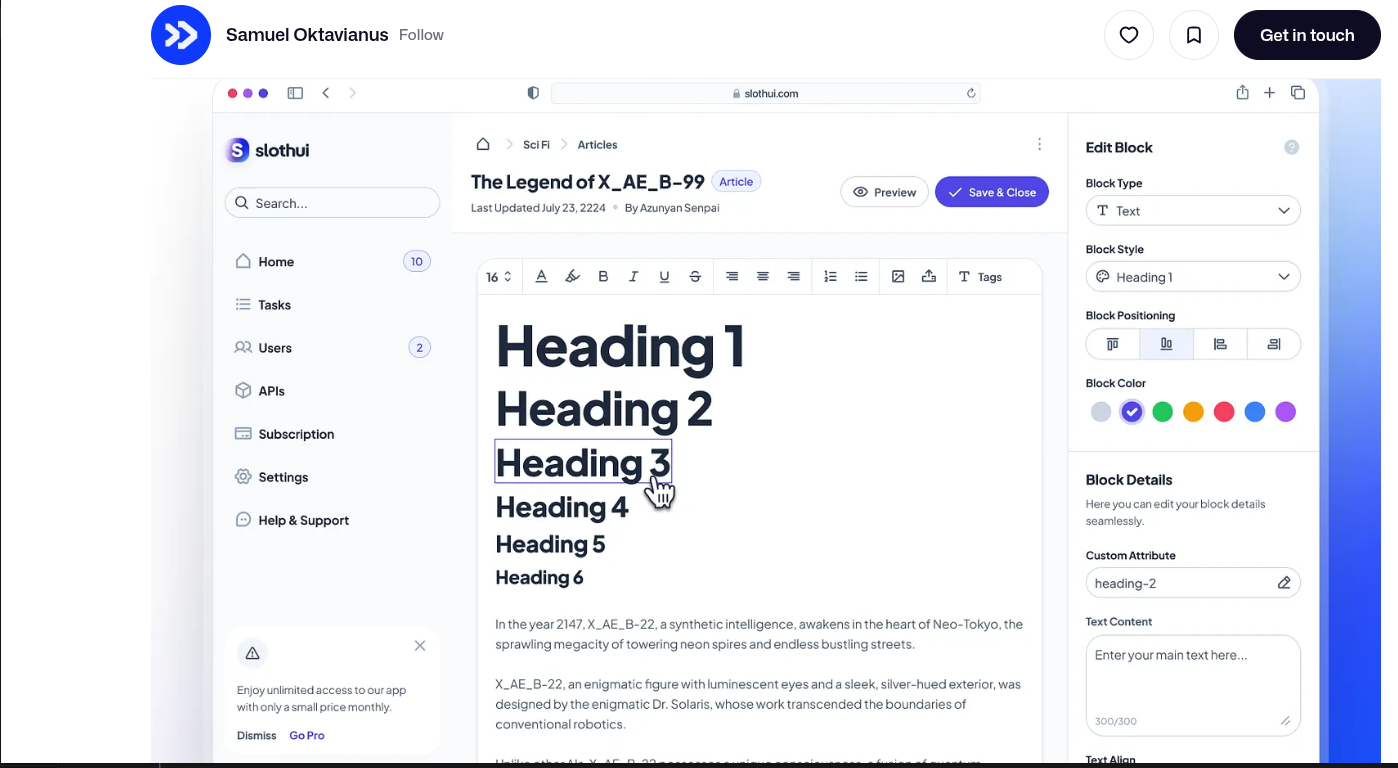 Samuel Oktavianus Follow
Get in touch
slothui.com
S slothui
Search...
Home 10
Tasks
Users 2
APIs
Subscription
Settings
Help & Support
Enjoy unlimited access to our app
with only a small price monthly.
Dismiss Go Pro
Sci Fi Articles
The Legend of X_AE_B-99 Article
Last Updated July 23, 2224 • By Azunyan Senpai
Preview Save & Close
16 A B I U S T Tags
Heading 1
Heading 2
Heading 3
Heading 4
Heading 5
Heading 6
In the year 2147, X_AE_B-22, a synthetic intelligence, awakens in the heart of Neo-Tokyo, the
sprawling megacity of towering neon spires and endless bustling streets.
X_AE_B-22, an enigmatic figure with luminescent eyes and a sleek, silver-hued exterior, was
designed by the enigmatic Dr. Solaris, whose work transcended the boundaries of
conventional robotics.
Edit Block ?
Block Type
T Text
Block Style
Heading 1
Block Positioning
Block Color
Block Details
Here you can edit your block details
seamlessly.
Custom Attribute
heading-2
Text Content
Enter your main text here...
300/300
Text Align